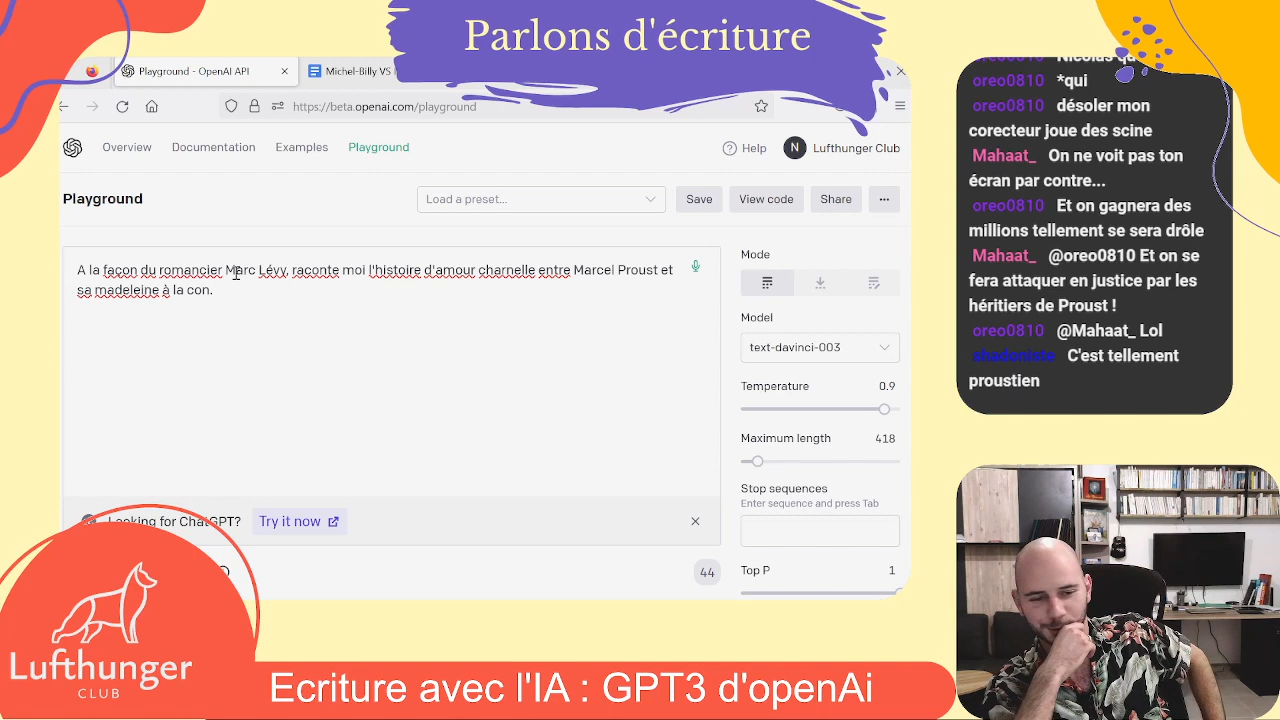 Parlons d'écriture
Playground - OpenAI API
Michel-Billy VS
https://beta.openai.com/playground
Overview Documentation Examples Playground
Help N Lufthunger Club
Playground
Load a preset...
Save View code Share
A la façon du romancier Marc Lévy, raconte moi l'histoire d'amour charnelle entre Marcel Proust et
sa madeleine à la con.
Looking for ChatGPT? Try it now
44
Mode
Model
text-davinci-003
Temperature 0.9
Maximum length 418
Stop sequences
Enter sequence and press Tab
Top P 1
oreo0810 Nicolas
oreo0810 *qui
oreo0810 désoler mon
corecteur joue des scine
Mahaat_ On ne voit pas ton
écran par contre...
oreo0810 Et on gagnera des
millions tellement se sera drôle
Mahaat_ @oreo0810 Et on se
fera attaquer en justice par les
héritiers de Proust !
oreo0810 @Mahaat_ Lol
C'est tellement
proustien
Lufthunger
CLUB
Ecriture avec l'IA : GPT3 d'openAi